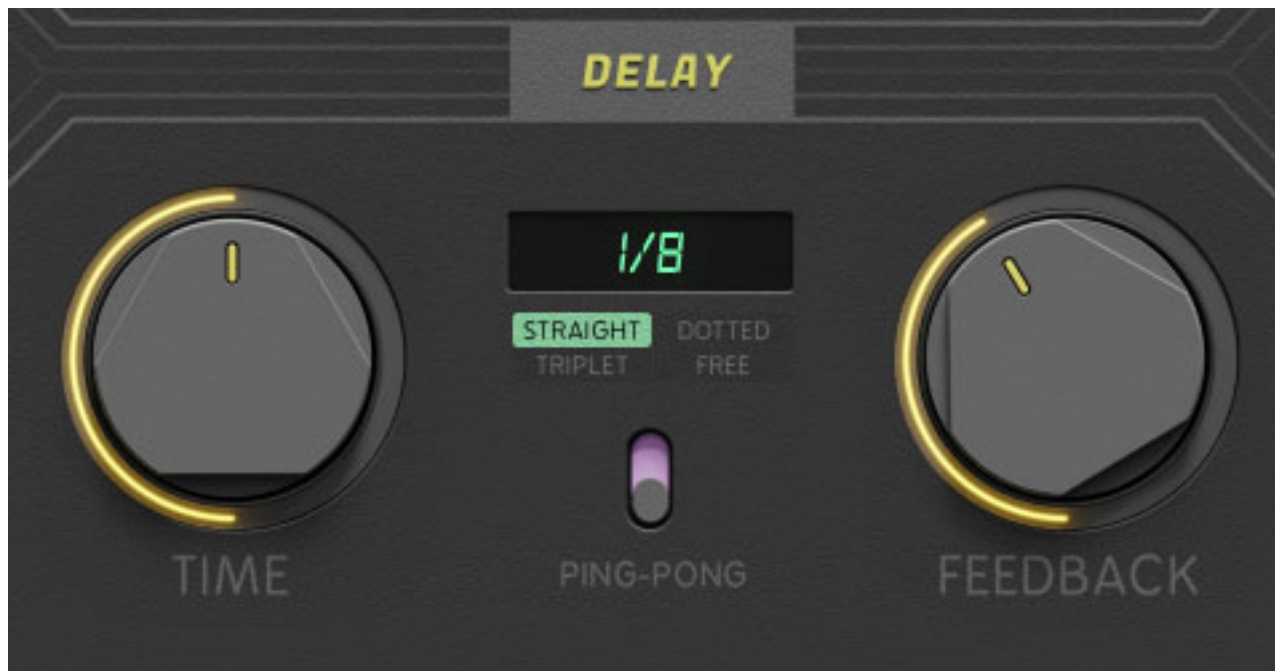 DELAY
1/8
STRAIGHT DOTTED
TRIPLET FREE
TIME PING-PONG FEEDBACK